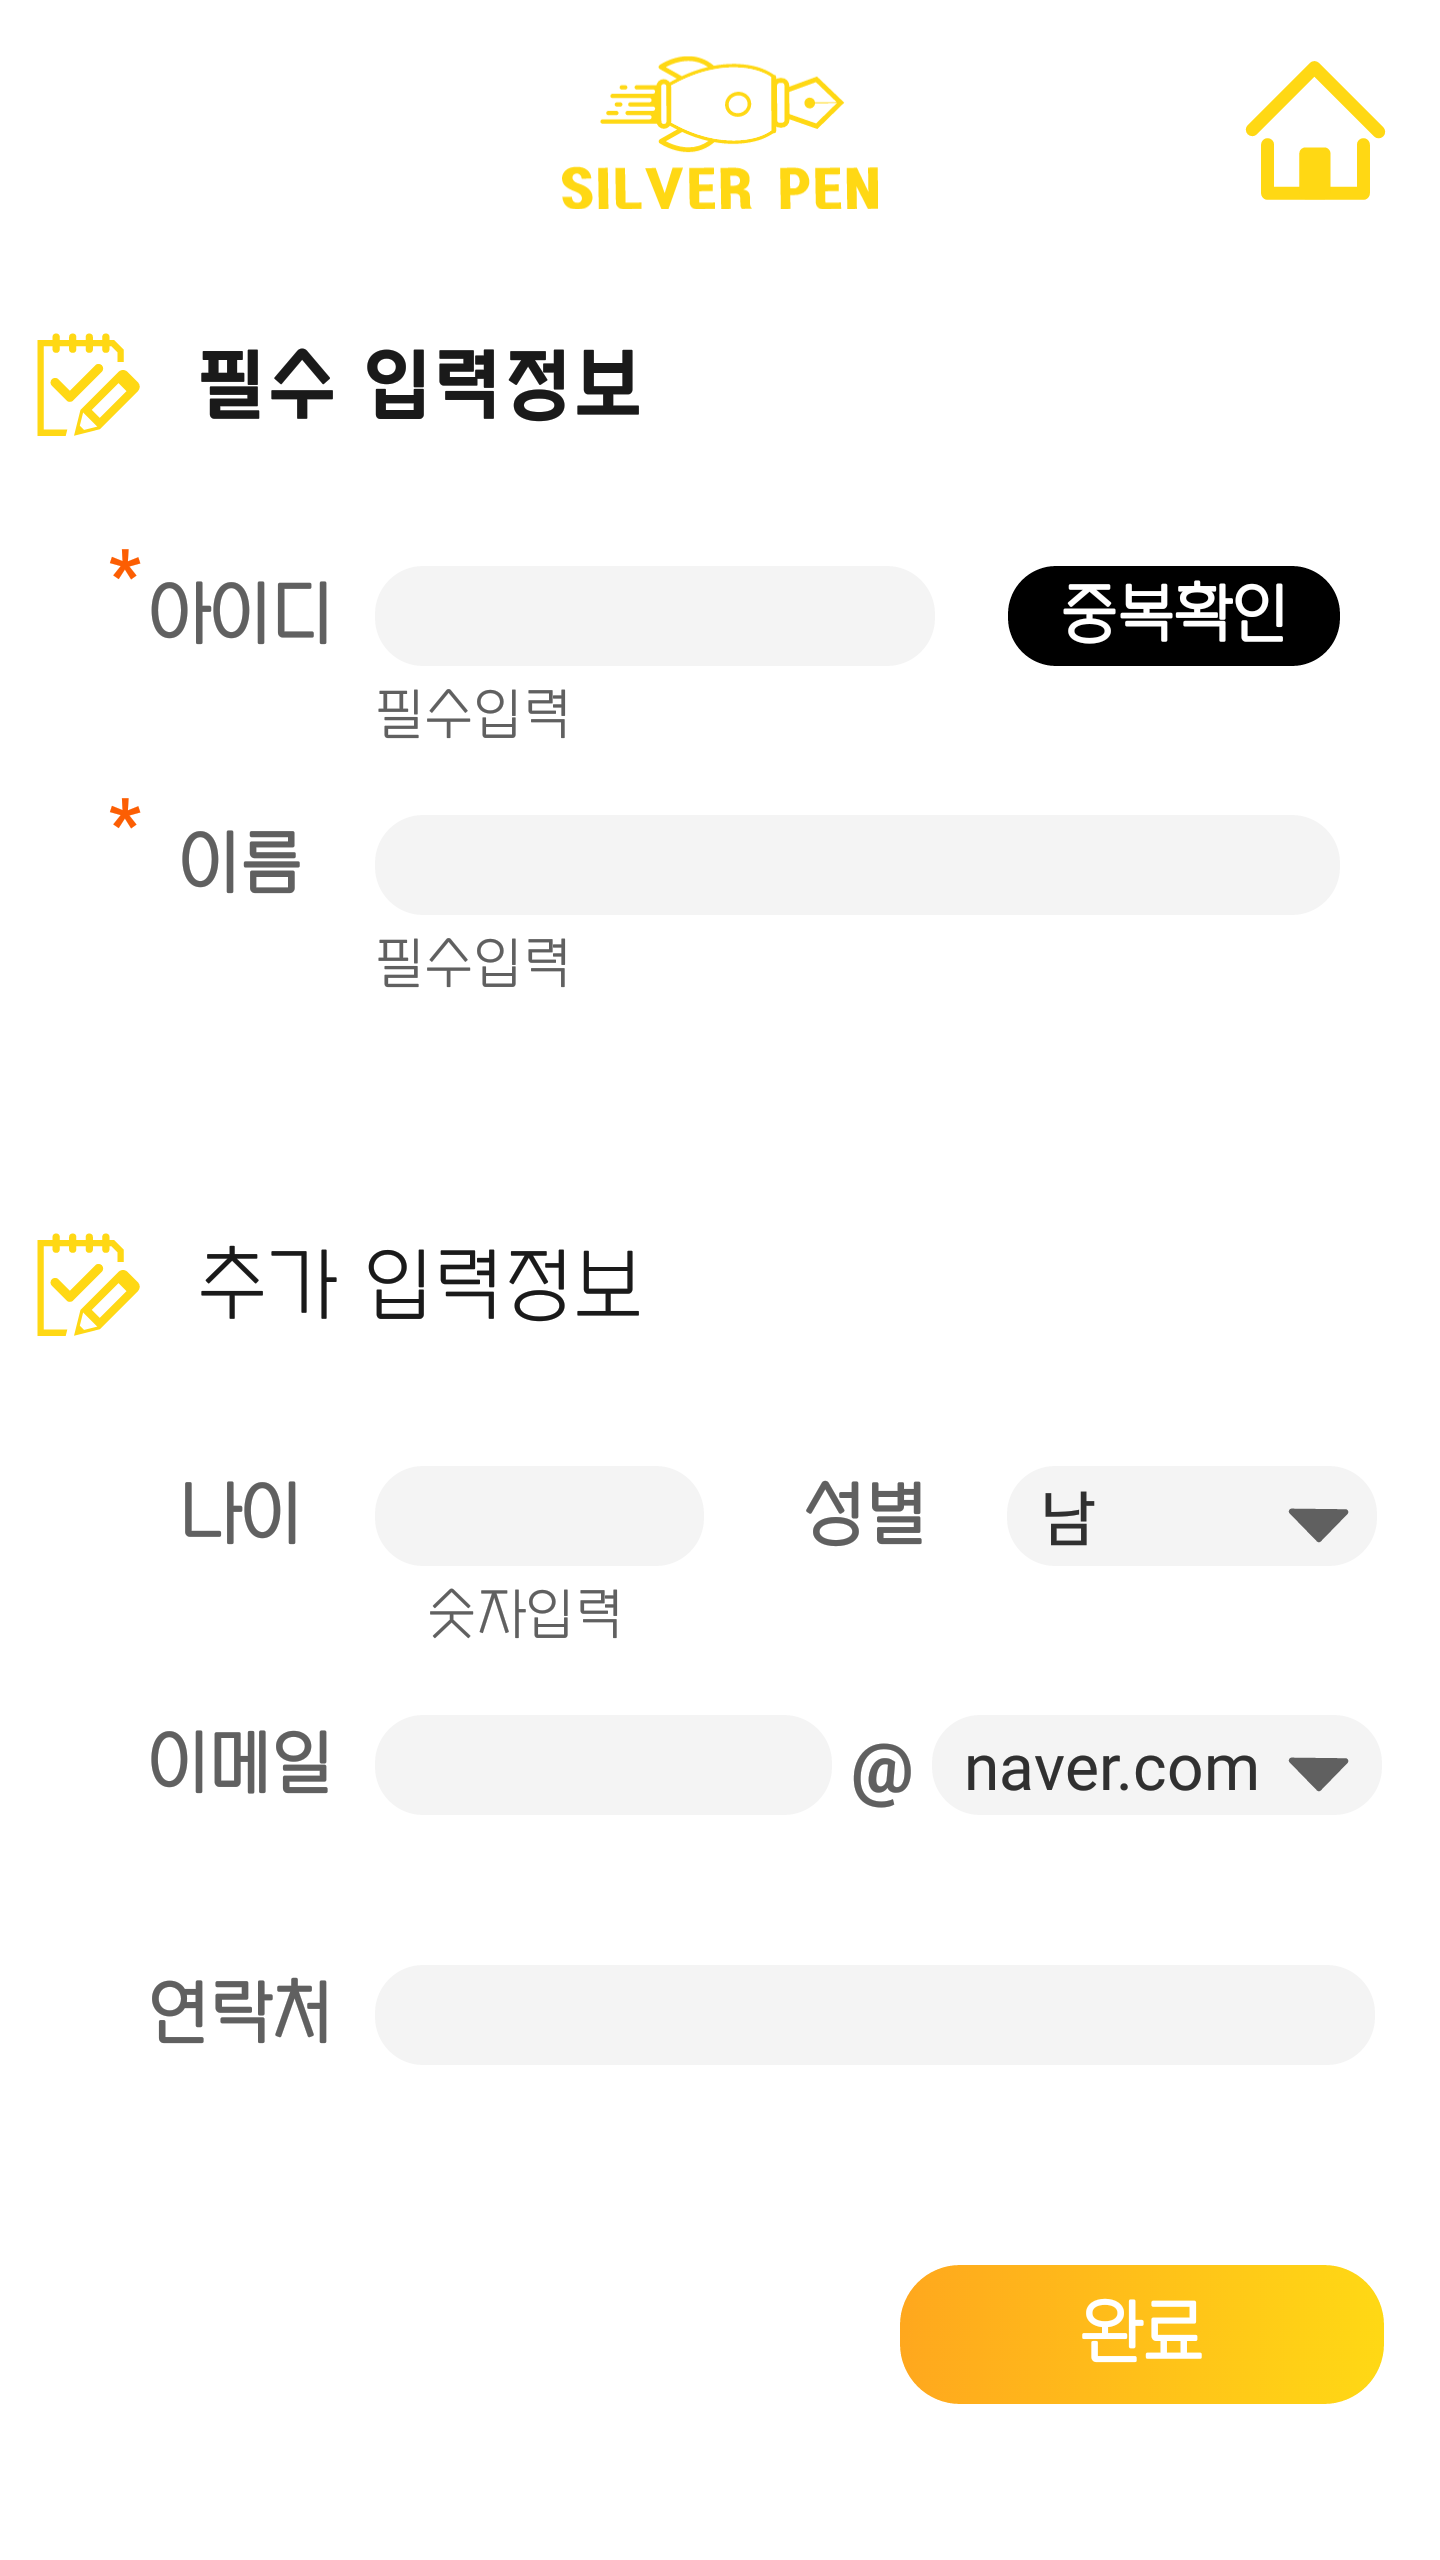 SILVER PEN
필수 입력정보
* 아이디 중복확인
필수입력
* 이름
필수입력
추가 입력정보
나이 성별 남
숫자입력
이메일 @ naver.com
연락처
완료